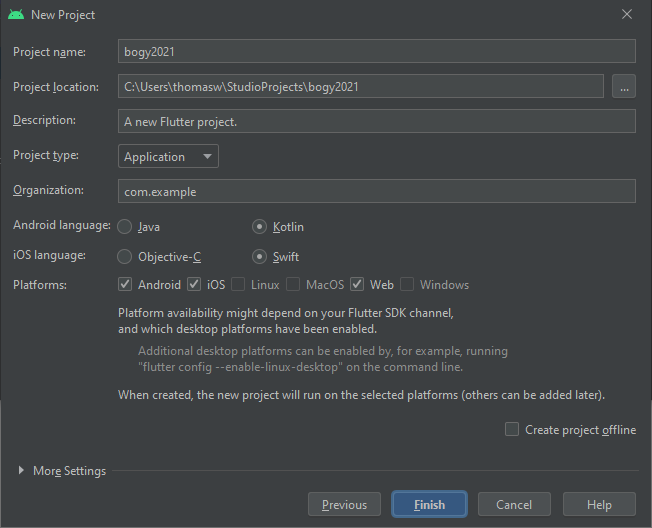 New Project
Project name: bogy2021
Project location: C:\Users\thomasw\StudioProjects\bogy2021 ...
Description: A new Flutter project.
Project type: Application
Organization: com.example
Android language: Java Kotlin
iOS language: Objective-C Swift
Platforms: Android iOS Linux MacOS Web Windows
Platform availability might depend on your Flutter SDK channel,
and which desktop platforms have been enabled.
Additional desktop platforms can be enabled by, for example, running
"flutter config --enable-linux-desktop" on the command line.
When created, the new project will run on the selected platforms (others can be added later).
Create project offline
More Settings
Previous Finish Cancel Help